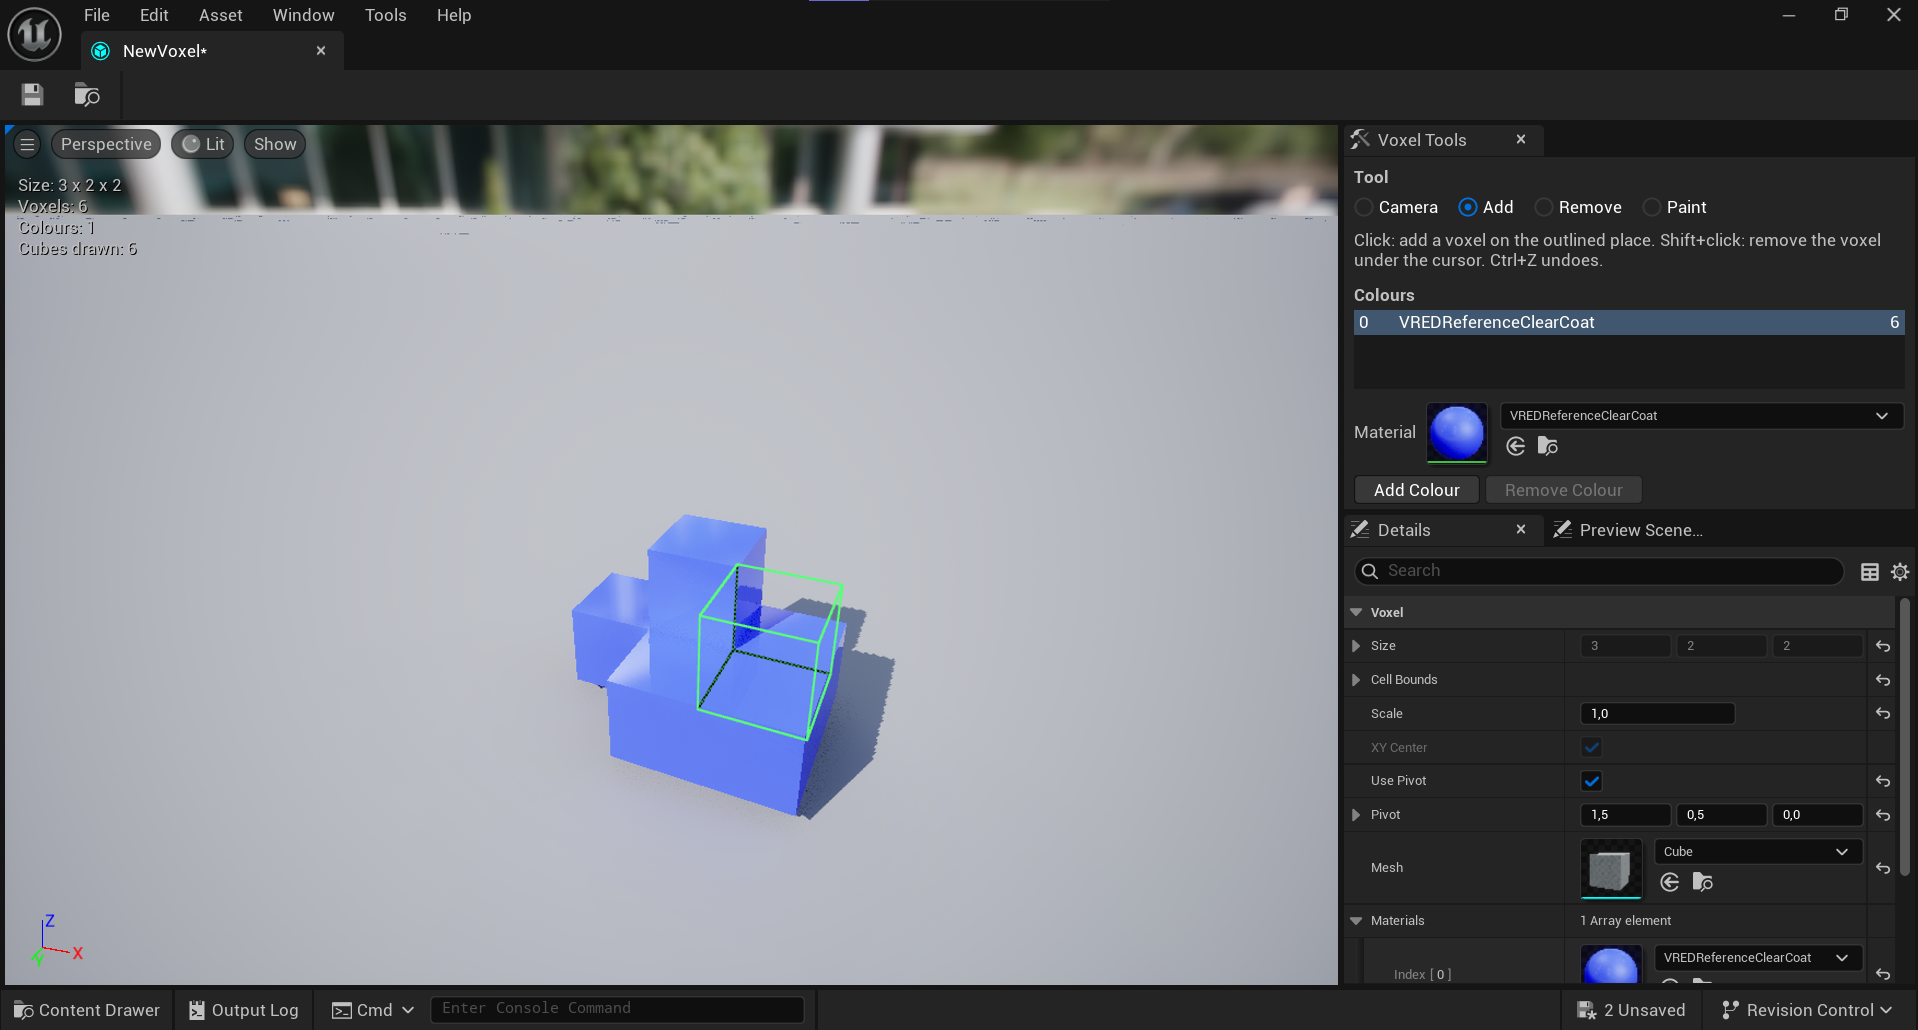 File Edit Asset Window Tools Help
NewVoxel*
Perspective Lit Show
Size: 3 x 2 x 2
Voxels: 6
Colours: 1
Cubes drawn: 6
Z
X
Y
Voxel Tools
Tool
Camera Add Remove Paint
Click: add a voxel on the outlined place. Shift+click: remove the voxel
under the cursor. Ctrl+Z undoes.
Colours
0 VREDReferenceClearCoat 6
Material VREDReferenceClearCoat
Add Colour Remove Colour
Details Preview Scene...
Search
Voxel
Size 3 2 2
Cell Bounds
Scale 1,0
XY Center
Use Pivot
Pivot 1,5 0,5 0,0
Mesh Cube
Materials 1 Array element
Index [ 0 ] VREDReferenceClearCoat
Content Drawer Output Log Cmd Enter Console Command 2 Unsaved Revision Control